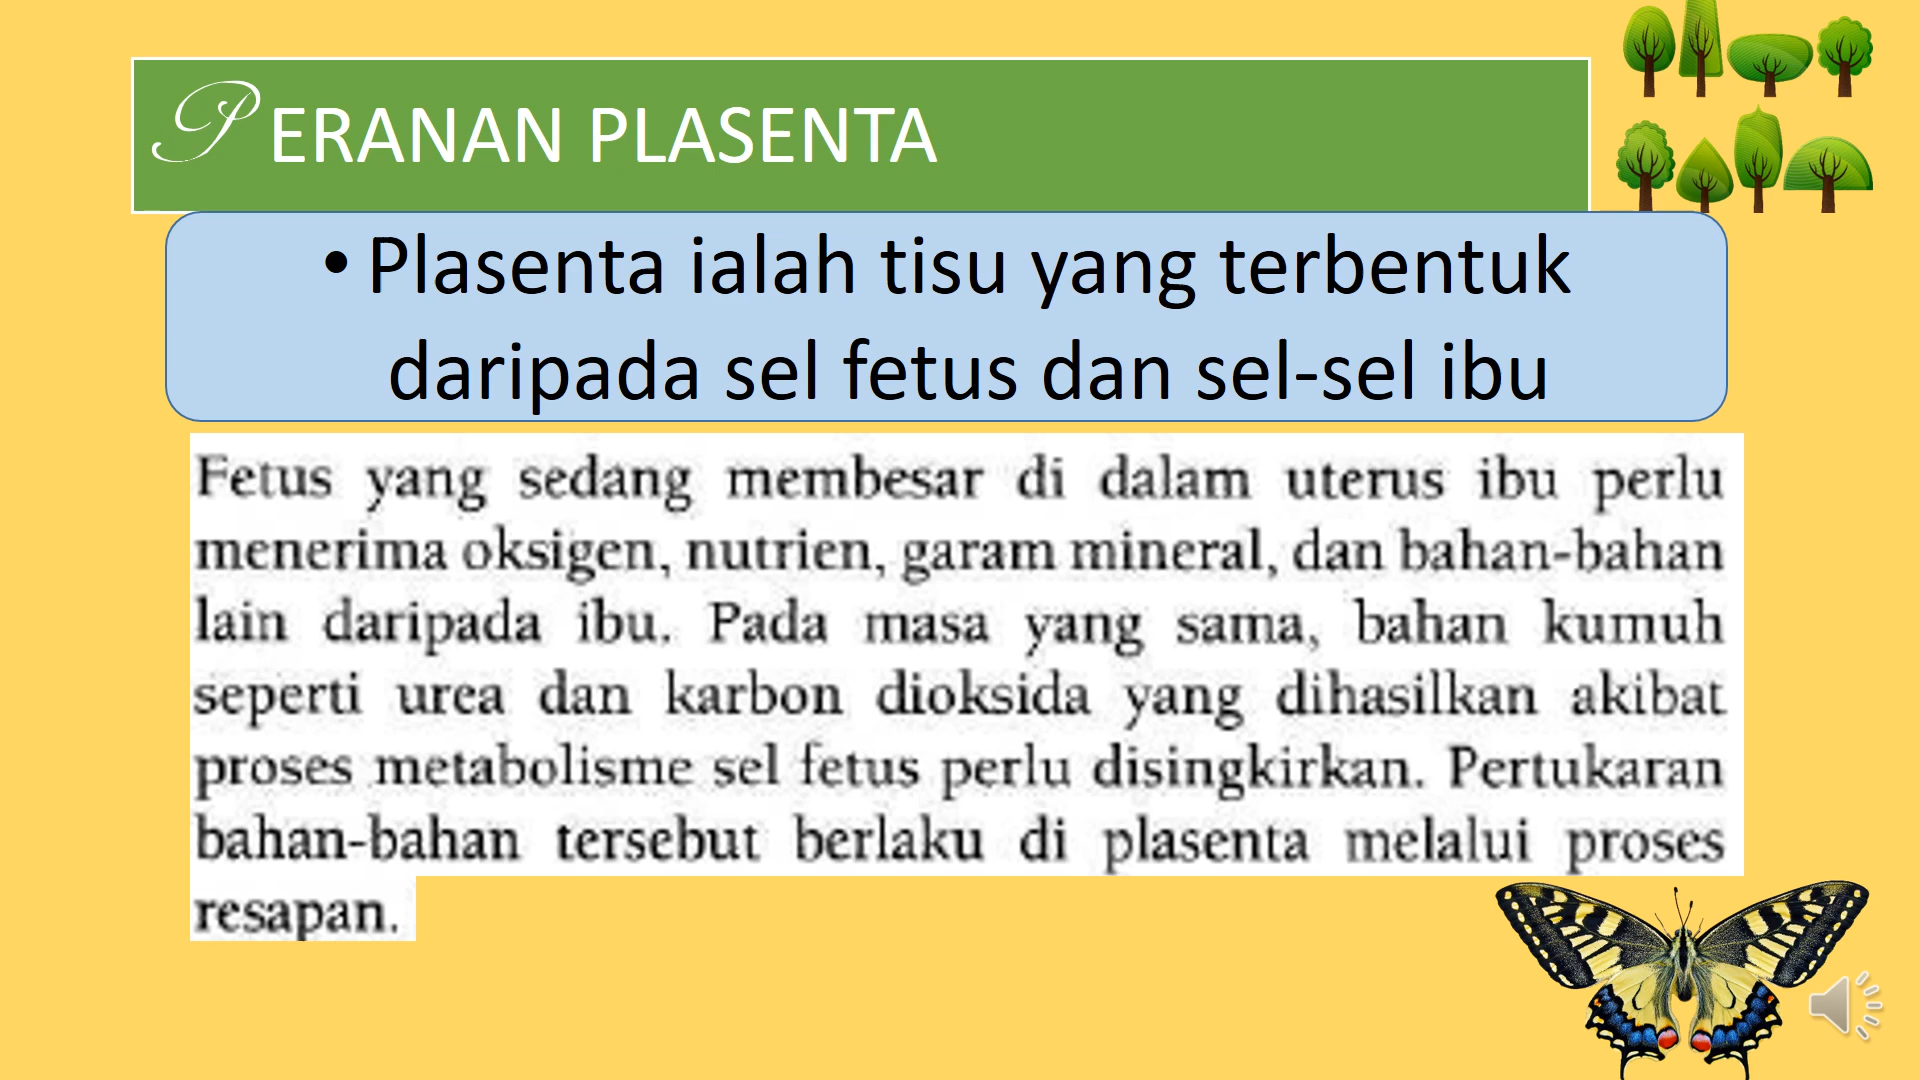 PERANAN PLASENTA
• Plasenta ialah tisu yang terbentuk
daripada sel fetus dan sel-sel ibu
Fetus yang sedang membesar di dalam uterus ibu perlu
menerima oksigen, nutrien, garam mineral, dan bahan-bahan
lain daripada ibu. Pada masa yang sama, bahan kumuh
seperti urea dan karbon dioksida yang dihasilkan akibat
proses metabolisme sel fetus perlu disingkirkan. Pertukaran
bahan-bahan tersebut berlaku di plasenta melalui proses
resapan.